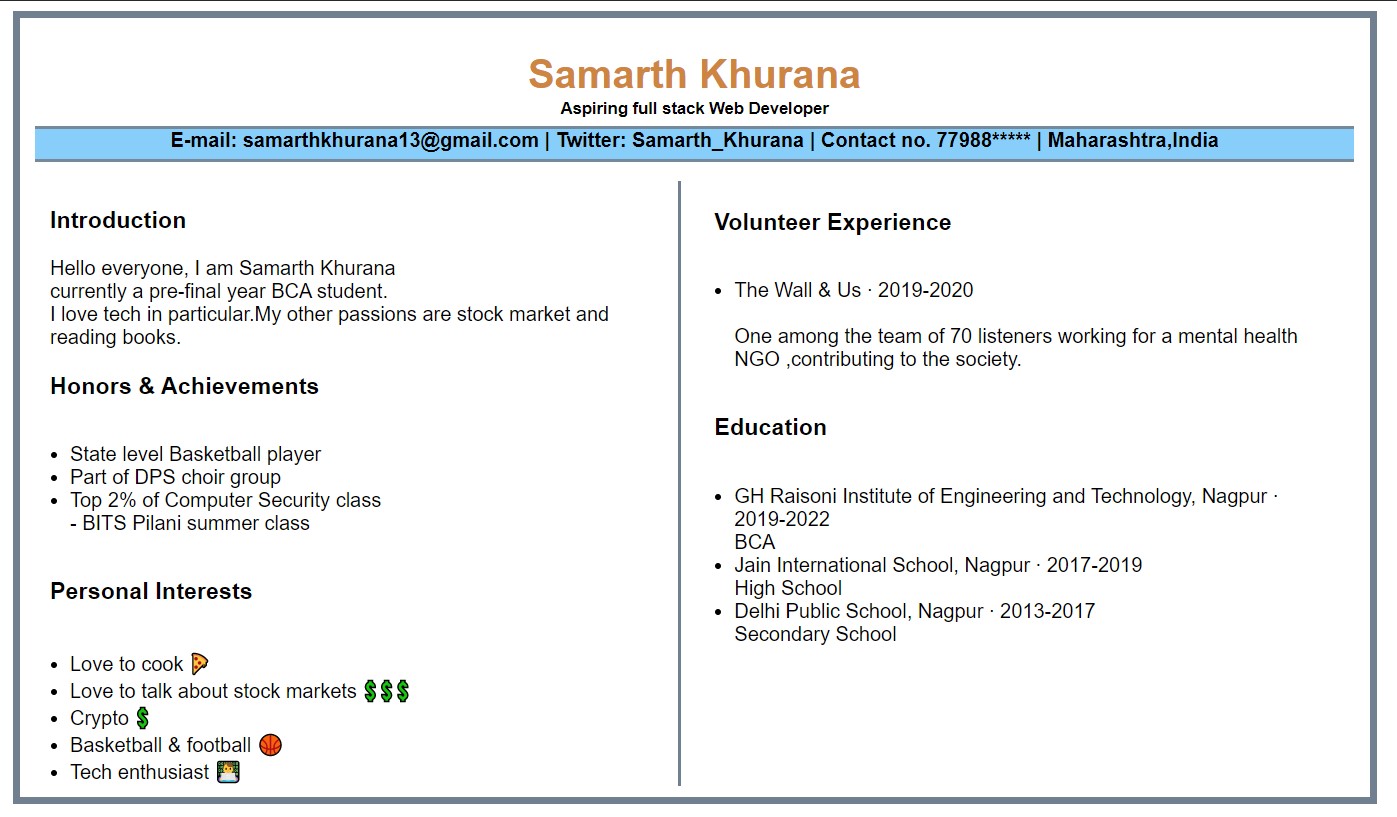 Samarth Khurana
Aspiring full stack Web Developer
E-mail: samarthkhurana13@gmail.com | Twitter: Samarth_Khurana | Contact no. 77988***** | Maharashtra,India
Introduction
Hello everyone, I am Samarth Khurana
currently a pre-final year BCA student.
I love tech in particular.My other passions are stock market and
reading books.
Honors & Achievements
• State level Basketball player
• Part of DPS choir group
• Top 2% of Computer Security class
- BITS Pilani summer class
Personal Interests
• Love to cook 🍕
• Love to talk about stock markets 💲💲💲
• Crypto 💲
• Basketball & football 🏀
• Tech enthusiast 👨‍💻
Volunteer Experience
• The Wall & Us · 2019-2020
One among the team of 70 listeners working for a mental health
NGO ,contributing to the society.
Education
• GH Raisoni Institute of Engineering and Technology, Nagpur ·
2019-2022
BCA
• Jain International School, Nagpur · 2017-2019
High School
• Delhi Public School, Nagpur · 2013-2017
Secondary School